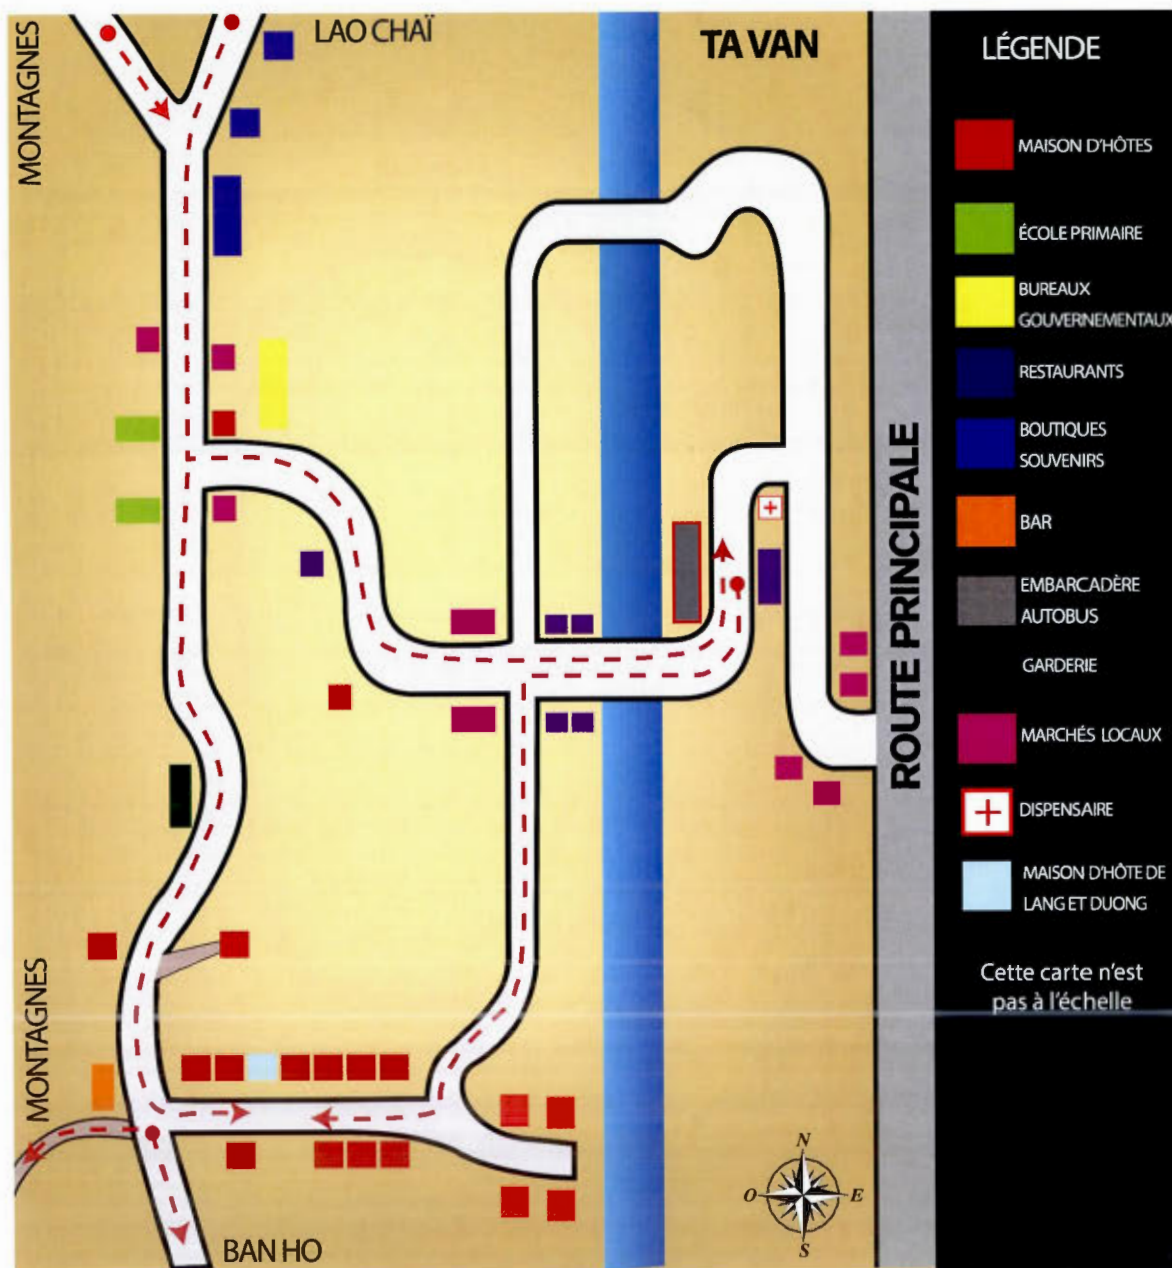 MONTAGNES
LAO CHAÏ
TA VAN
ROUTE PRINCIPALE
MONTAGNES
BAN HO
N
O
E
S
LÉGENDE
MAISON D'HÔTES
ÉCOLE PRIMAIRE
BUREAUX
GOUVERNEMENTAUX
RESTAURANTS
BOUTIQUES
SOUVENIRS
BAR
EMBARCADÈRE
AUTOBUS
GARDERIE
MARCHÉS LOCAUX
DISPENSAIRE
MAISON D'HÔTE DE
LANG ET DUONG
Cette carte n'est
pas à l'échelle